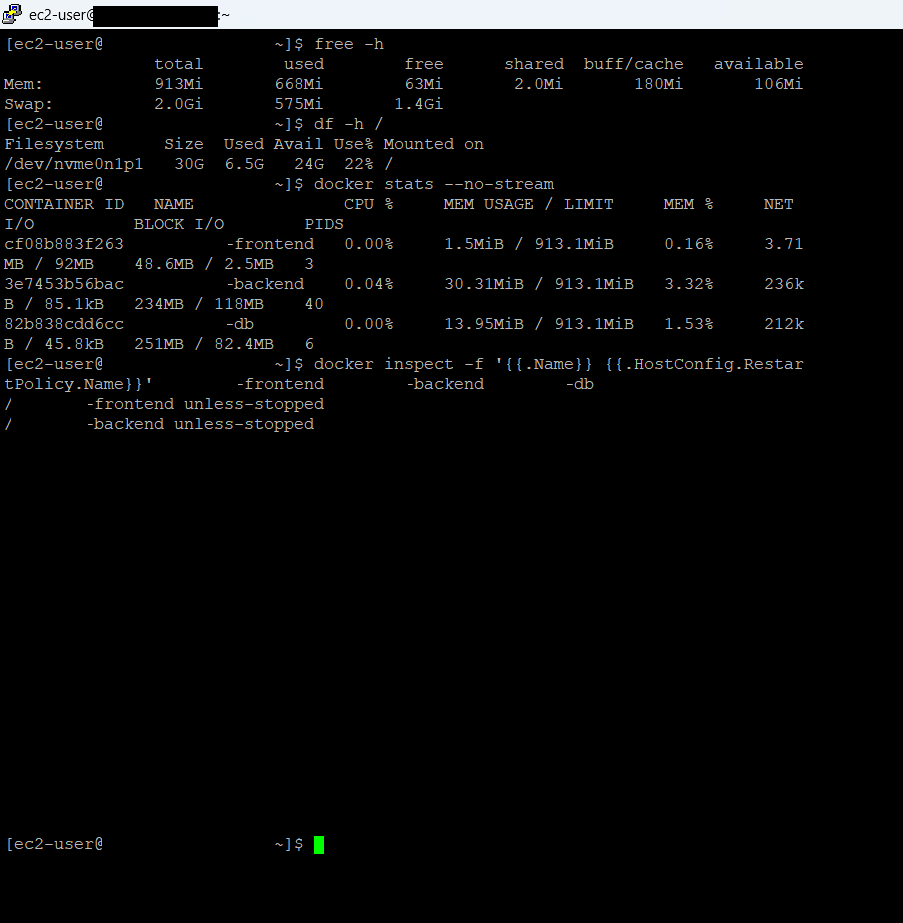 ec2-user@ :~
[ec2-user@ ~]$ free -h
total used free shared buff/cache available
Mem: 913Mi 668Mi 63Mi 2.0Mi 180Mi 106Mi
Swap: 2.0Gi 575Mi 1.4Gi
[ec2-user@ ~]$ df -h /
Filesystem Size Used Avail Use% Mounted on
/dev/nvme0n1p1 30G 6.5G 24G 22% /
[ec2-user@ ~]$ docker stats --no-stream
CONTAINER ID NAME CPU % MEM USAGE / LIMIT MEM % NET
I/O BLOCK I/O PIDS
cf08b883f263 -frontend 0.00% 1.5MiB / 913.1MiB 0.16% 3.71
MB / 92MB 48.6MB / 2.5MB 3
3e7453b56bac -backend 0.04% 30.31MiB / 913.1MiB 3.32% 236k
B / 85.1kB 234MB / 118MB 40
82b838cdd6cc -db 0.00% 13.95MiB / 913.1MiB 1.53% 212k
B / 45.8kB 251MB / 82.4MB 6
[ec2-user@ ~]$ docker inspect -f '{{.Name}} {{.HostConfig.Restar
tPolicy.Name}}' -frontend -backend -db
/ -frontend unless-stopped
/ -backend unless-stopped
[ec2-user@ ~]$